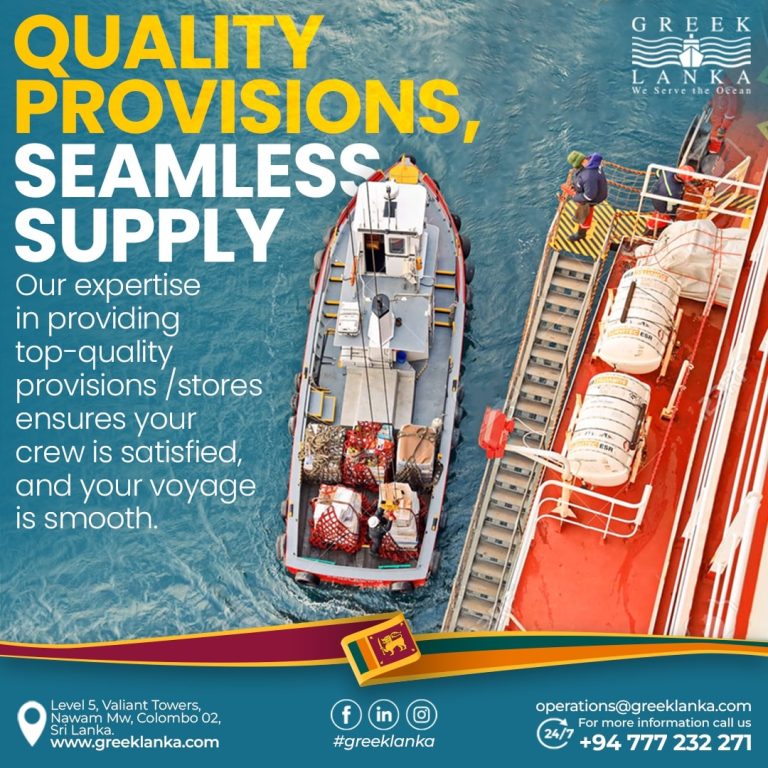 QUALITY
PROVISIONS,
SEAMLESS
SUPPLY
Our expertise
in providing
top-quality
provisions /stores
ensures your
crew is satisfied,
and your voyage
is smooth.
GREEK
LANKA
We Serve the Ocean
Level 5, Valiant Towers,
Nawam Mw, Colombo 02,
Sri Lanka.
www.greeklanka.com
#greeklanka
operations@greeklanka.com
24/7
For more information call us
+94 777 232 271